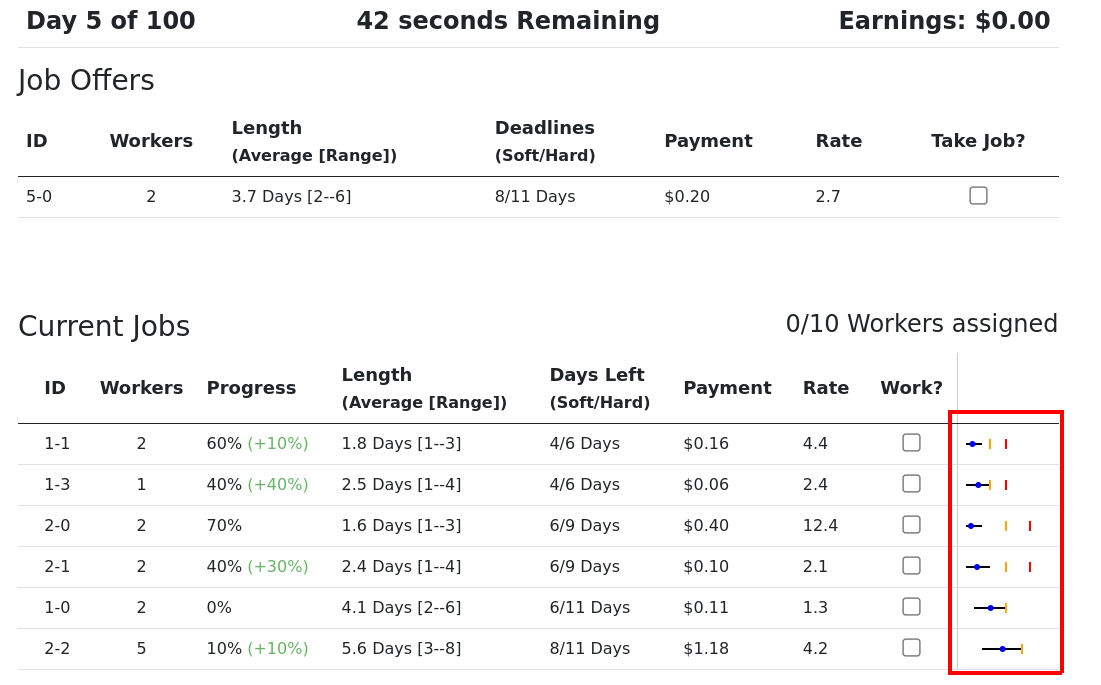 Day 5 of 100 42 seconds Remaining Earnings: $0.00
Job Offers
ID Workers Length (Average [Range]) Deadlines (Soft/Hard) Payment Rate Take Job?
5-0 2 3.7 Days [2--6] 8/11 Days $0.20 2.7
Current Jobs 0/10 Workers assigned
ID Workers Progress Length (Average [Range]) Days Left (Soft/Hard) Payment Rate Work?
1-1 2 60% (+10%) 1.8 Days [1--3] 4/6 Days $0.16 4.4
1-3 1 40% (+40%) 2.5 Days [1--4] 4/6 Days $0.06 2.4
2-0 2 70% 1.6 Days [1--3] 6/9 Days $0.40 12.4
2-1 2 40% (+30%) 2.4 Days [1--4] 6/9 Days $0.10 2.1
1-0 2 0% 4.1 Days [2--6] 6/11 Days $0.11 1.3
2-2 5 10% (+10%) 5.6 Days [3--8] 8/11 Days $1.18 4.2